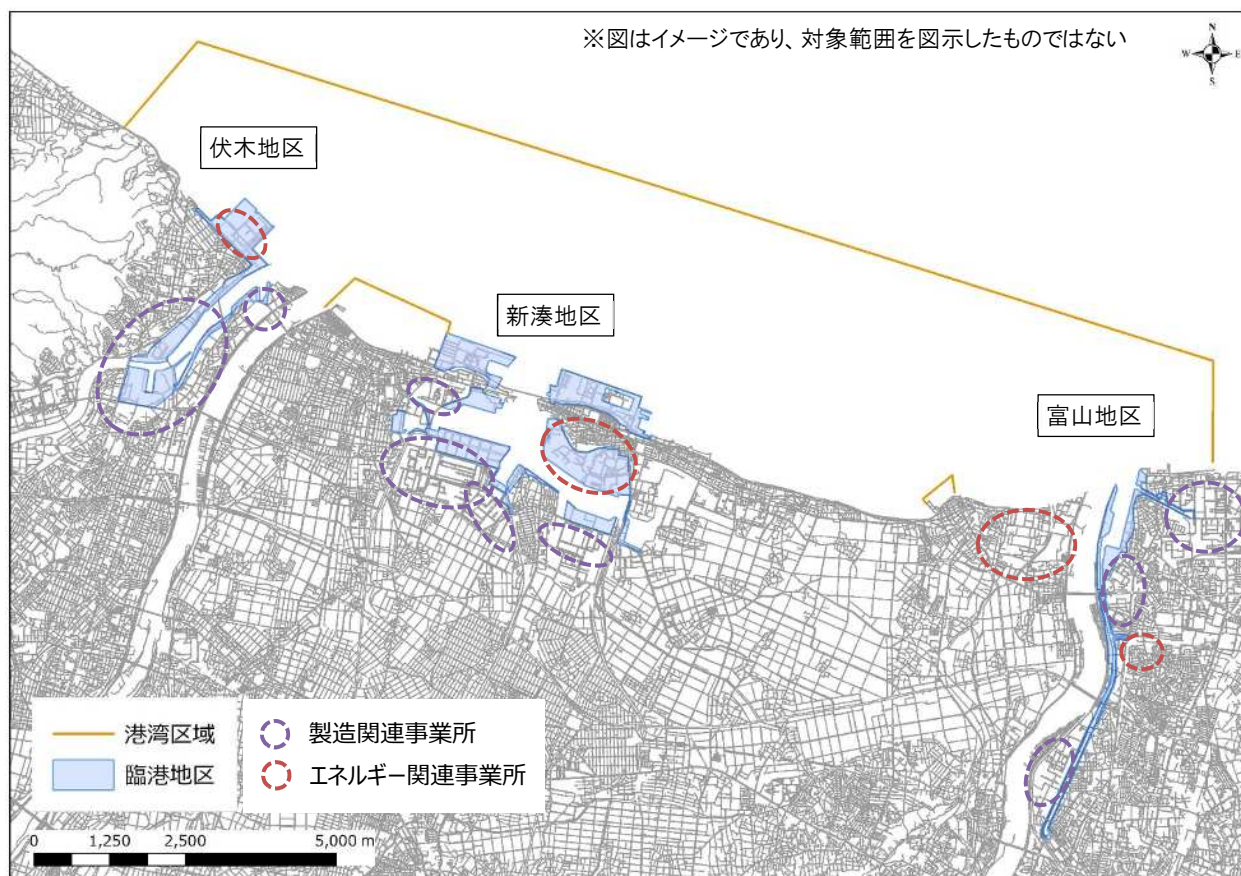 ※図はイメージであり、対象範囲を図示したものではない
N
W
E
S
伏木地区
新湊地区
富山地区
港湾区域
臨港地区
製造関連事業所
エネルギー関連事業所
0 1,250 2,500 5,000 m